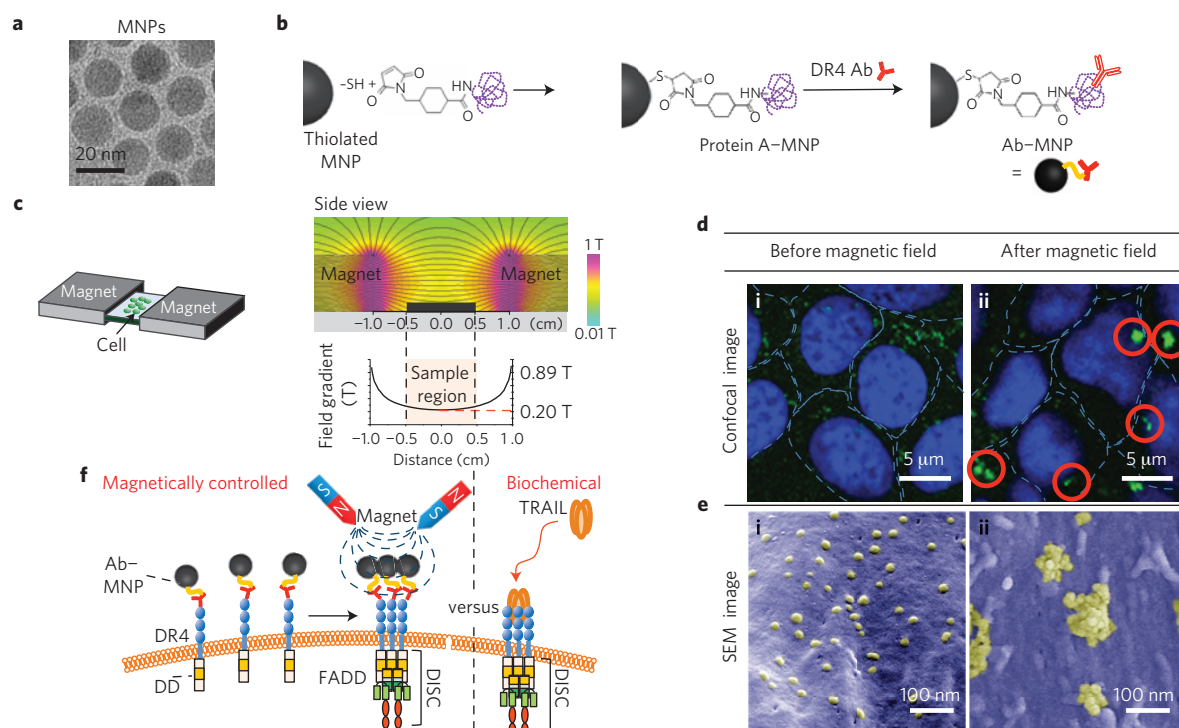 a
MNPs
20 nm
b
–SH +
O
O
N
HN
O
Thiolated
MNP
S
O
O
N
HN
O
Protein A–MNP
DR4 Ab
S
O
O
N
HN
O
Ab–MNP
=
c
Magnet
Magnet
Cell
Side view
Magnet
Magnet
1 T
0.01 T
–1.0 –0.5 0.0 0.5 1.0 (cm)
Field gradient
(T)
Sample
region
0.89 T
0.20 T
–1.0 –0.5 0.0 0.5 1.0
Distance (cm)
d
Before magnetic field
After magnetic field
Confocal image
i
5 μm
ii
5 μm
e
SEM image
i
100 nm
ii
100 nm
f
Magnetically controlled
S N
N S
Magnet
Biochemical
TRAIL
Ab–
MNP
versus
DR4
DD
FADD
DISC
DISC